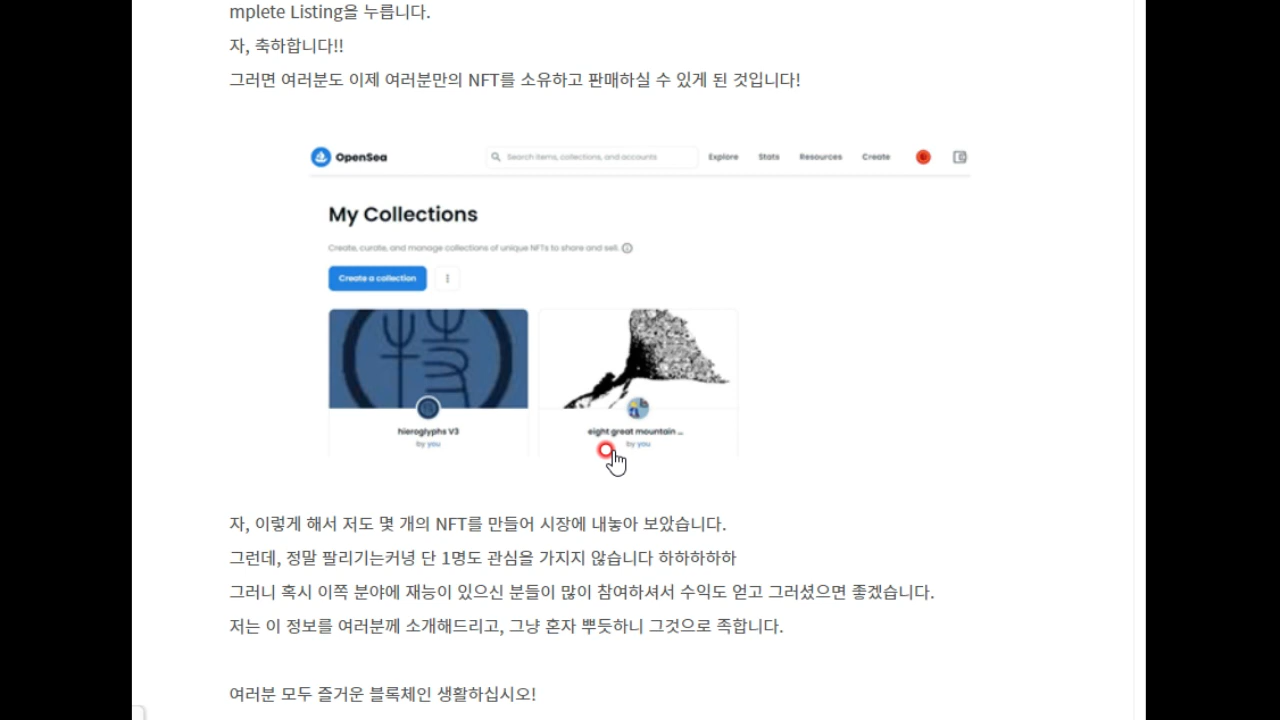 mplete Listing을 누릅니다.
자, 축하합니다!!
그러면 여러분도 이제 여러분만의 NFT를 소유하고 판매하실 수 있게 된 것입니다!
OpenSea
Search items, collections, and accounts
Explore
Stats
Resources
Create
My Collections
Create, curate, and manage collections of unique NFTs to share and sell.
Create a collection
hieroglyphs V3
by you
eight great mountain ...
by you
자, 이렇게 해서 저도 몇 개의 NFT를 만들어 시장에 내놓아 보았습니다.
그런데, 정말 팔리기는커녕 단 1명도 관심을 가지지 않습니다 하하하하하
그러니 혹시 이쪽 분야에 재능이 있으신 분들이 많이 참여하셔서 수익도 얻고 그러셨으면 좋겠습니다.
저는 이 정보를 여러분께 소개해드리고, 그냥 혼자 뿌듯하니 그것으로 족합니다.
여러분 모두 즐거운 블록체인 생활하십시오!